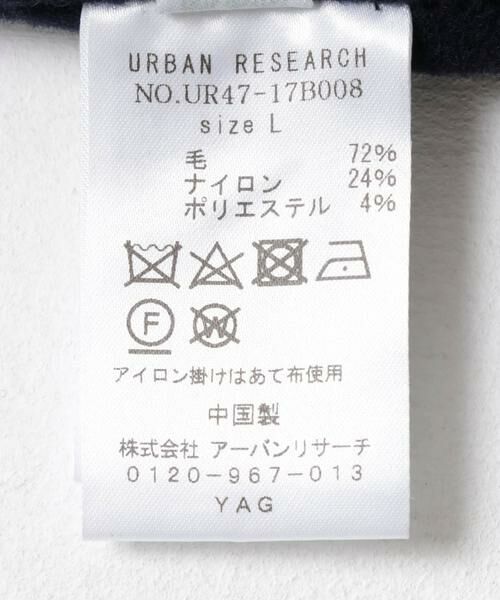 URBAN RESEARCH
NO.UR47-17B008
size L
毛 72%
ナイロン 24%
ポリエステル 4%
F W
アイロン掛けはあて布使用
中国製
株式会社 アーバンリサーチ
0120-967-013
YAG